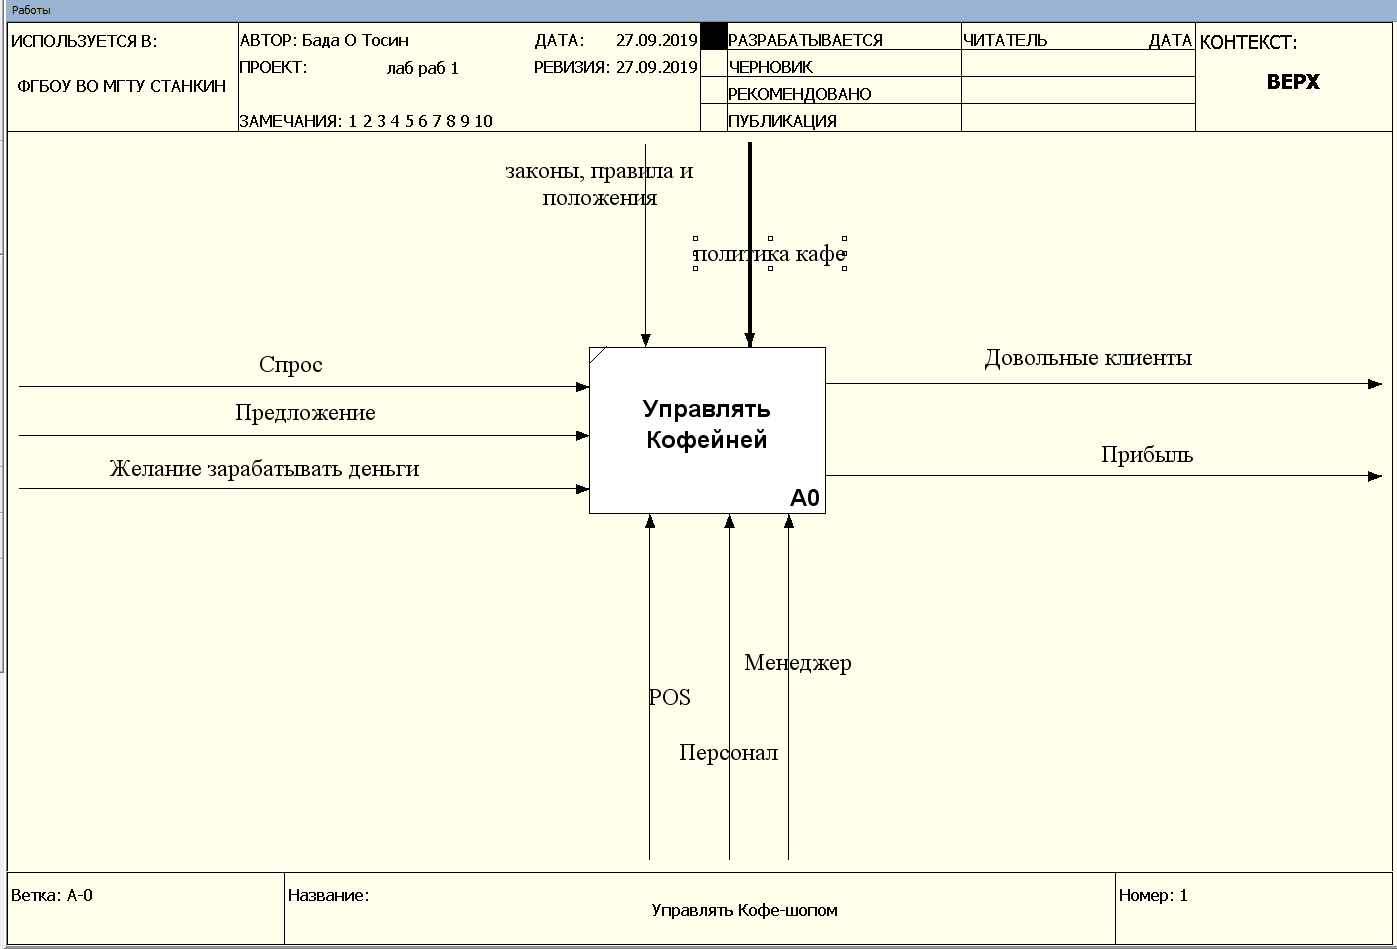 Работы
ИСПОЛЬЗУЕТСЯ В:
ФГБОУ ВО МГТУ СТАНКИН
АВТОР: Бада О Тосин
ДАТА: 27.09.2019
ПРОЕКТ: лаб раб 1
РЕВИЗИЯ: 27.09.2019
ЗАМЕЧАНИЯ: 1 2 3 4 5 6 7 8 9 10
РАЗРАБАТЫВАЕТСЯ
ЧЕРНОВИК
РЕКОМЕНДОВАНО
ПУБЛИКАЦИЯ
ЧИТАТЕЛЬ ДАТА
КОНТЕКСТ:
ВЕРХ
законы, правила и
положения
политика кафе
Спрос
Предложение
Желание зарабатывать деньги
Управлять
Кофейней
A0
Довольные клиенты
Прибыль
Менеджер
POS
Персонал
Ветка: A-0
Название:
Управлять Кофе-шопом
Номер: 1